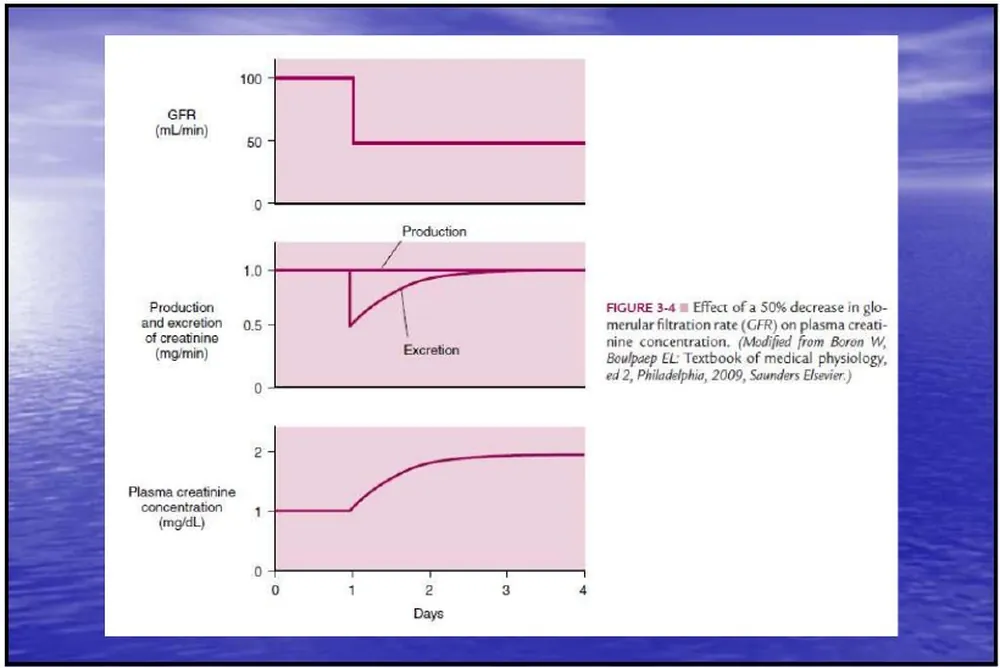 GFR
(mL/min)
100
50
0
Production
Production
and excretion
of creatinine
(mg/min)
1.0
0.5
0
Excretion
FIGURE 3-4 ■ Effect of a 50% decrease in glo-
merular filtration rate (GFR) on plasma creati-
nine concentration. (Modified from Boron W,
Boulpaep EL: Textbook of medical physiology,
ed 2, Philadelphia, 2009, Saunders Elsevier.)
Plasma creatinine
concentration
(mg/dL)
2
1
0
0 1 2 3 4
Days